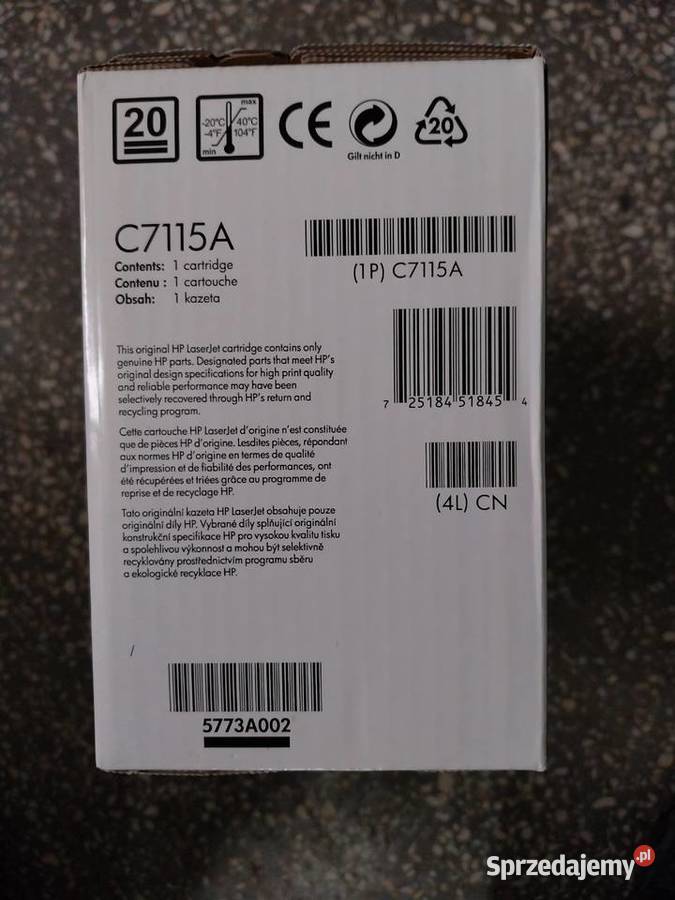 20
max
-20°C 40°C
-4°F 104°F
min
CE
Gilt nicht in D
20
C7115A
Contents: 1 cartridge
Contenu : 1 cartouche
Obsah: 1 kazeta
(1P) C7115A
7 25184 51845 4
(4L) CN
This original HP LaserJet cartridge contains only
genuine HP parts. Designated parts that meet HP's
original design specifications for high print quality
and reliable performance may have been
selectively recovered through HP's return and
recycling program.
Cette cartouche HP LaserJet d'origine n'est constituée
que de pièces HP d'origine. Lesdites pièces, répondant
aux normes HP d'origine en termes de qualité
d'impression et de fiabilité des performances, ont
été récupérées et triées grâce au programme de
reprise et de recyclage HP.
Tato originální kazeta HP LaserJet obsahuje pouze
originální díly HP. Vybrané díly splňující originální
konstrukční specifikace HP pro vysokou kvalitu tisku
a spolehlivou výkonnost a mohou být selektivně
recyklovány prostřednictvím programu sběru
a ekologické recyklace HP.
/
5773A002
Sprzedajemy.pl